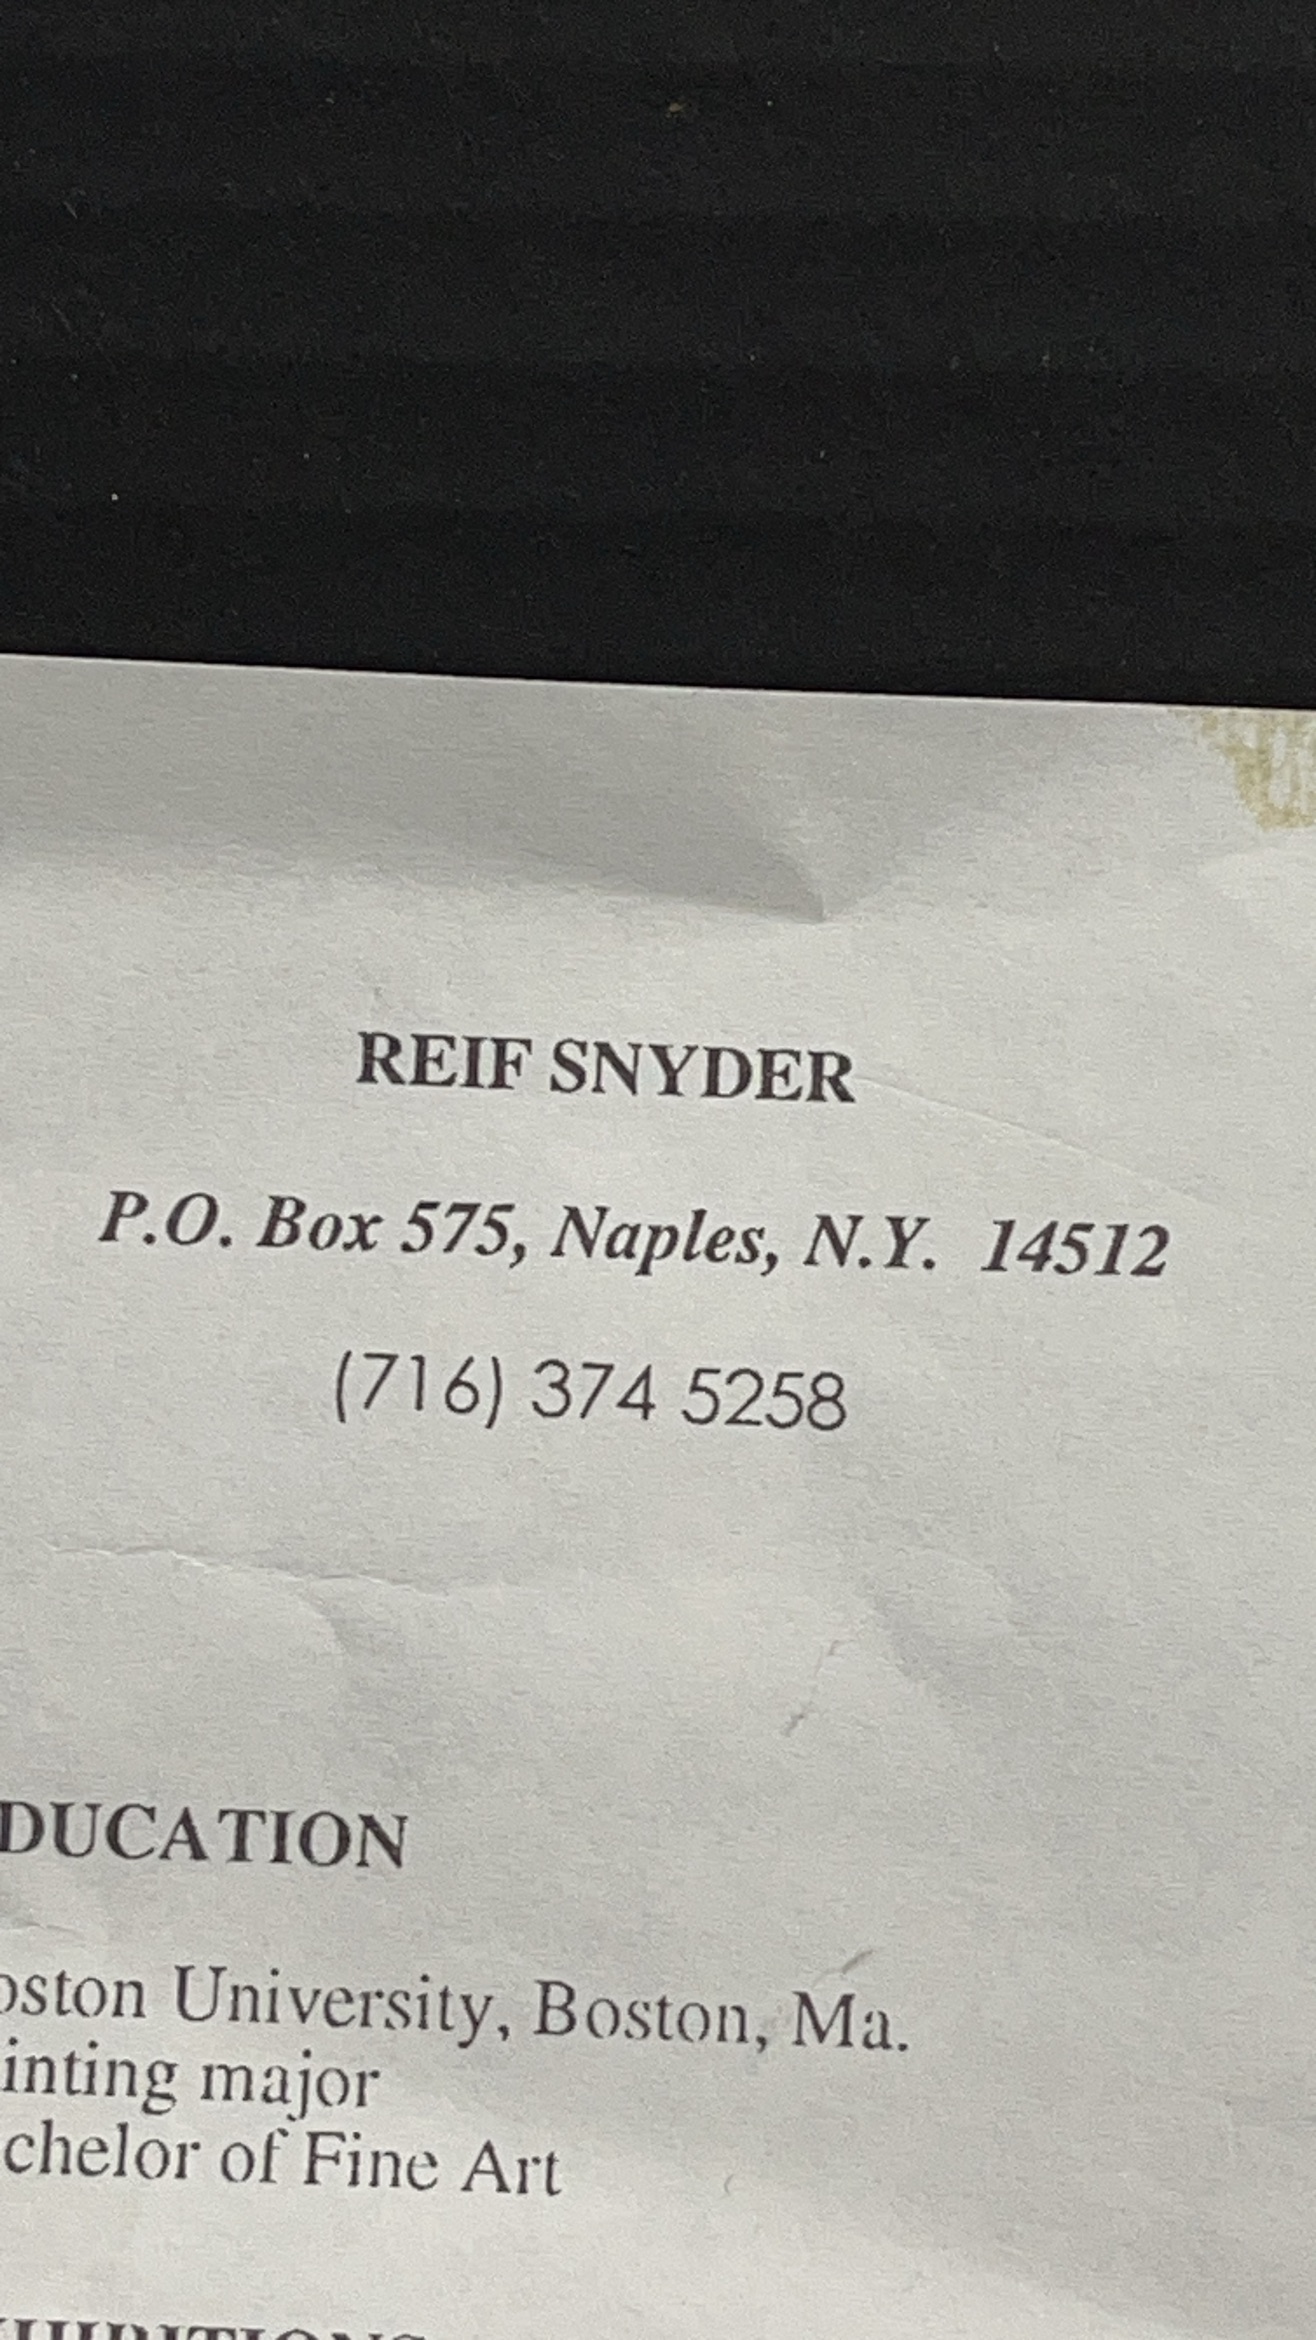 REIF SNYDER
P.O. Box 575, Naples, N.Y. 14512
(716) 374 5258
DUCATION
oston University, Boston, Ma.
inting major
chelor of Fine Art